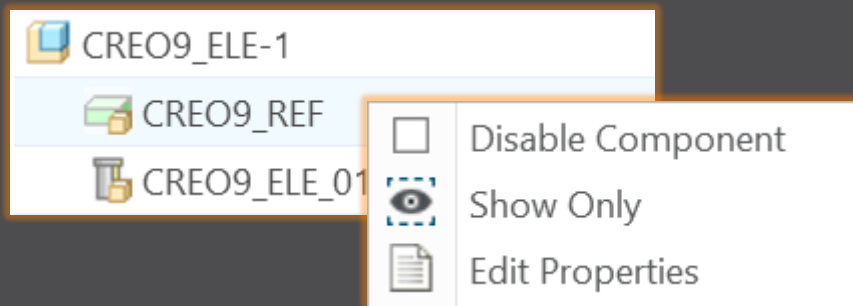 CREO9_ELE-1
CREO9_REF
Disable Component
CREO9_ELE_01
Show Only
Edit Properties